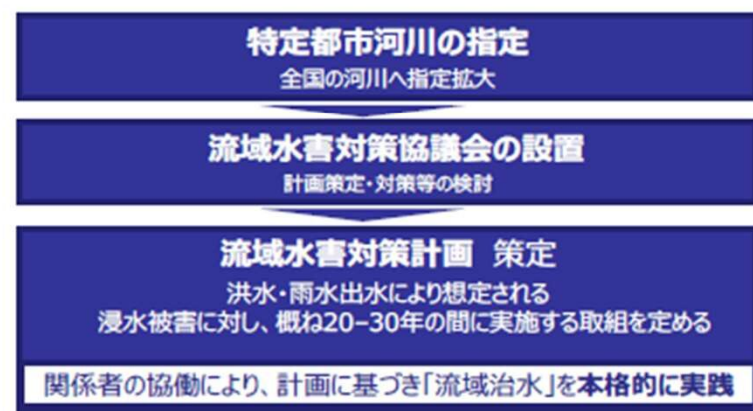 特定都市河川の指定
全国の河川へ指定拡大
流域水害対策協議会の設置
計画策定・対策等の検討
流域水害対策計画 策定
洪水・雨水出水により想定される
浸水被害に対し、概ね20-30年の間に実施する取組を定める
関係者の協働により、計画に基づき「流域治水」を本格的に実践